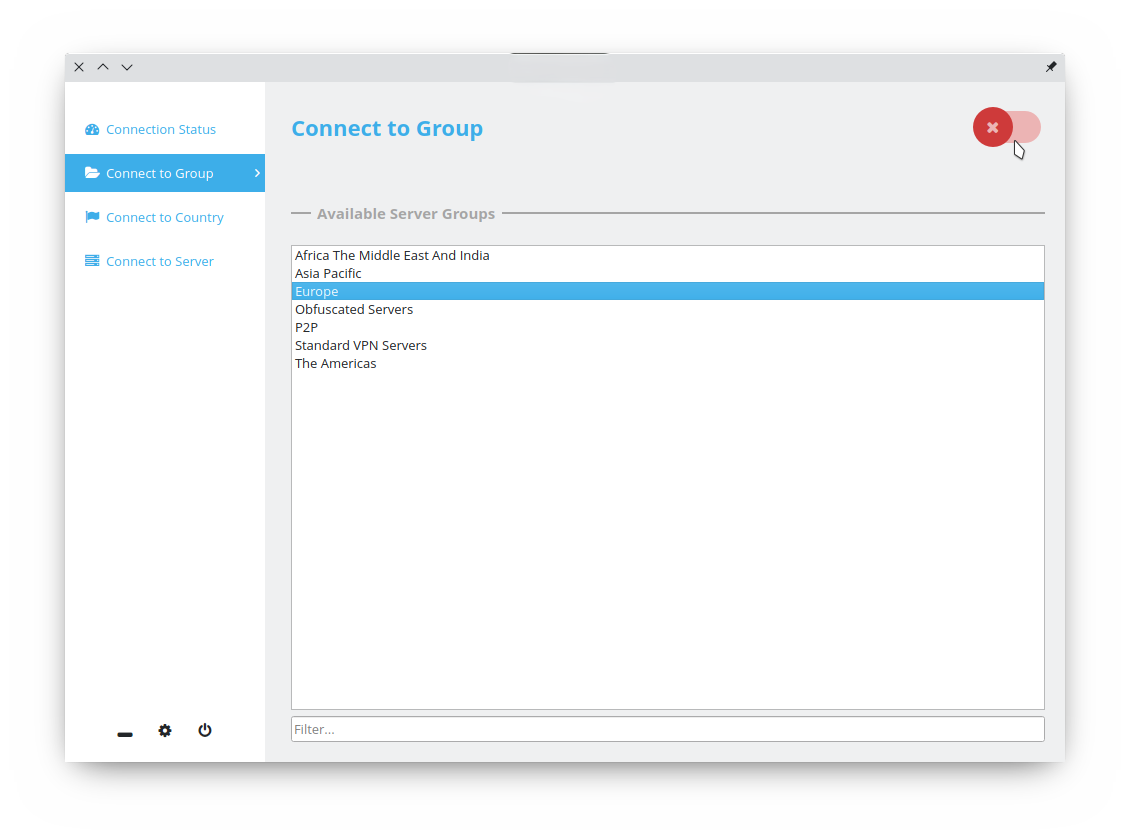 Connection Status
Connect to Group
Connect to Country
Connect to Server
Connect to Group
Available Server Groups
Africa The Middle East And India
Asia Pacific
Europe
Obfuscated Servers
P2P
Standard VPN Servers
The Americas
Filter...